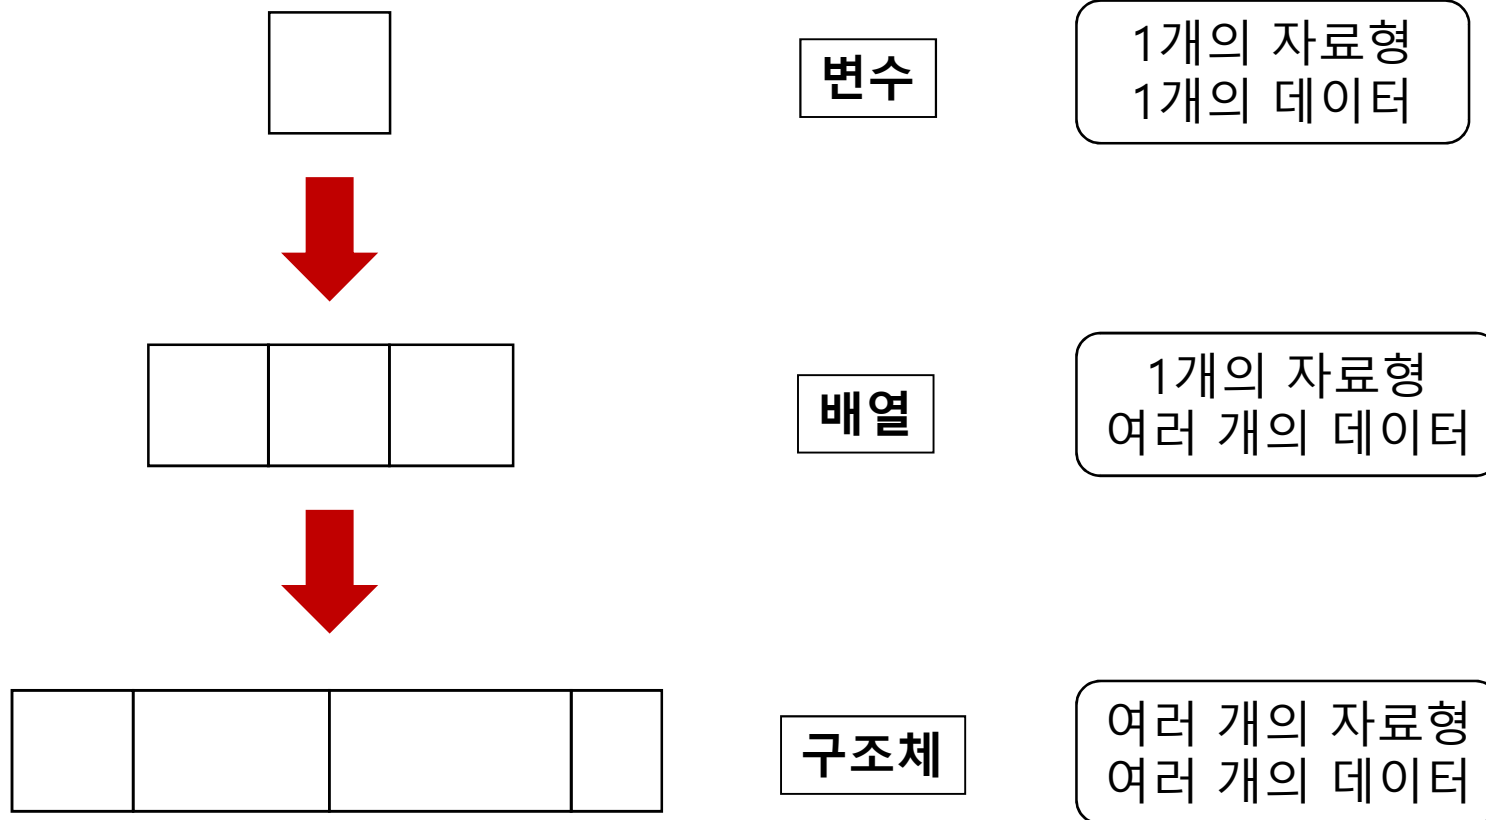 변수
1개의 자료형
1개의 데이터
배열
1개의 자료형
여러 개의 데이터
구조체
여러 개의 자료형
여러 개의 데이터